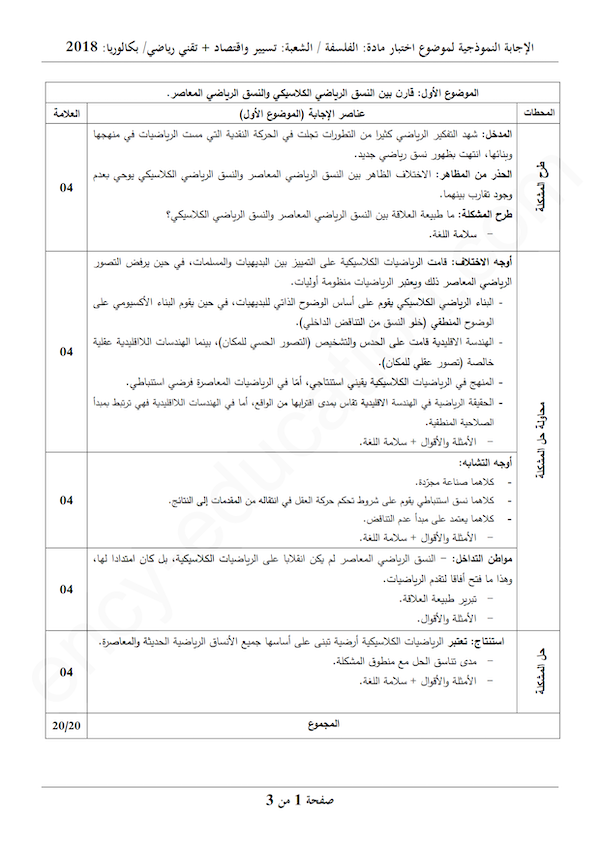 الإجابة النموذجية لموضوع اختبار مادة: الفلسفة / الشعبة: تسيير واقتصاد + تقني رياضي/ بكالوريا: 2018
الموضوع الأول: قارن بين النسق الرياضي الكلاسيكي والنسق الرياضي المعاصر.
المحطات
عناصر الإجابة (الموضوع الأول)
العلامة
طرح المشكلة
المدخل: شهد التفكير الرياضي كثيرا من التطورات تجلت في الحركة النقدية التي مست الرياضيات في منهجها
وبنائها، انتهت بظهور نسق رياضي جديد.
الحذر من المظاهر: الاختلاف الظاهر بين النسق الرياضي المعاصر والنسق الرياضي الكلاسيكي يوحي بعدم
وجود تقارب بينهما.
طرح المشكلة: ما طبيعة العلاقة بين النسق الرياضي المعاصر والنسق الرياضي الكلاسيكي؟
– سلامة اللغة.
04
محاولة حل المشكلة
أوجه الاختلاف: قامت الرياضيات الكلاسيكية على التمييز بين البديهيات والمسلمات، في حين يرفض التصور
الرياضي المعاصر ذلك ويعتبر الرياضيات منظومة أوليات.
- البناء الرياضي الكلاسيكي يقوم على أساس الوضوح الذاتي للبديهيات، في حين يقوم البناء الأكسيومي على
الوضوح المنطقي (خلو النسق من التناقض الداخلي).
- الهندسة الاقليدية قامت على الحدس والتشخيص (التصور الحسي للمكان)، بينما الهندسات اللااقليدية عقلية
خالصة (تصور عقلي للمكان).
- المنهج في الرياضيات الكلاسيكية يقيني استنتاجي، أمّا في الرياضيات المعاصرة فرضي استنباطي.
- الحقيقة الرياضية في الهندسة الاقليدية تقاس بمدى اقترابها من الواقع، أما في الهندسات اللااقليدية فهي ترتبط بمبدأ
الصلاحية المنطقية.
– الأمثلة والأقوال + سلامة اللغة.
04
أوجه التشابه:
- كلاهما صناعة مجرّدة.
- كلاهما نسق استنباطي يقوم على شروط تحكم حركة العقل في انتقاله من المقدمات إلى النتائج.
- كلاهما يعتمد على مبدأ عدم التناقض.
– الأمثلة والأقوال + سلامة اللغة.
04
مواطن التداخل: – النسق الرياضي المعاصر لم يكن انقلابا على الرياضيات الكلاسيكية، بل كان امتدادا لها،
وهذا ما فتح أفاقا لتقدم الرياضيات.
– تبرير طبيعة العلاقة.
– الأمثلة والأقوال.
04
حل المشكلة
استنتاج: تعتبر الرياضيات الكلاسيكية أرضية تبنى على أساسها جميع الأنساق الرياضية الحديثة والمعاصرة.
– مدى تناسق الحل مع منطوق المشكلة.
– الأمثلة والأقوال + سلامة اللغة.
04
المجموع
20/20
صفحة 1 من 3
ency-education.com